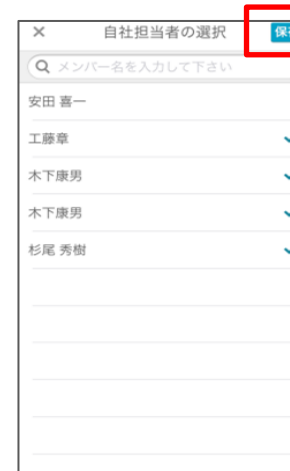 × 自社担当者の選択
メンバー名を入力して下さい
安田 喜一
工藤章
木下康男
木下康男
杉尾 秀樹